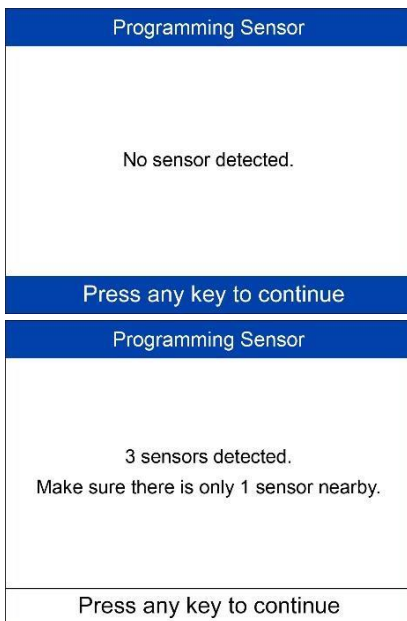 Programming Sensor
No sensor detected.
Press any key to continue
Programming Sensor
3 sensors detected.
Make sure there is only 1 sensor nearby.
Press any key to continue